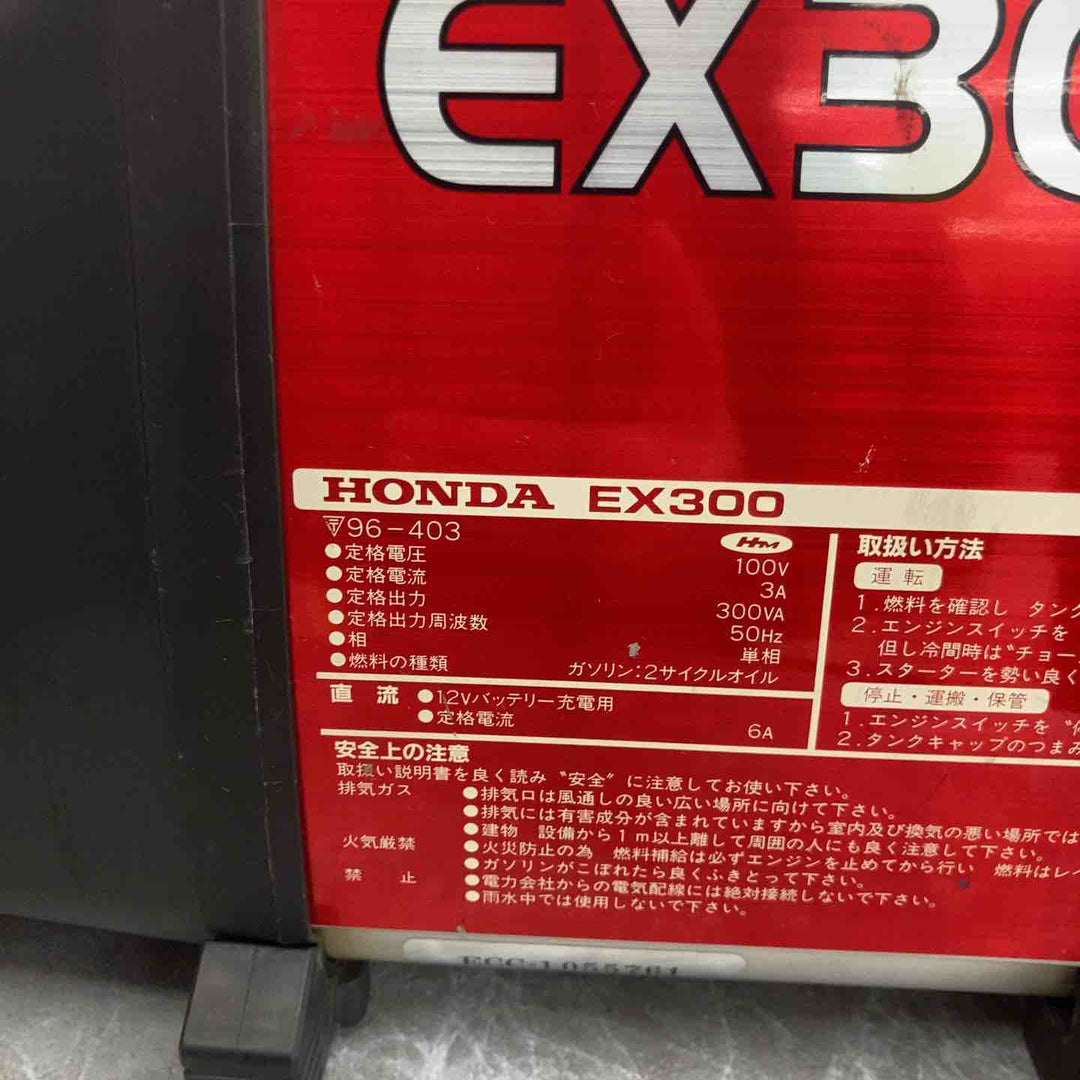 EX30
HONDA EX300
〒96-403
HM
●定格電圧 100V
●定格電流 3A
●定格出力 300VA
●定格出力周波数 50Hz
●相 単相
●燃料の種類 ガソリン:2サイクルオイル
直流 ●12Vバッテリー充電用
●定格電流 6A
取扱い方法
運転
1.燃料を確認し タンク
2.エンジンスイッチを
但し冷間時は“チョー
3.スターターを勢い良く
停止・運搬・保管
1.エンジンスイッチを
2.タンクキャップのつまみ
安全上の注意
取扱い説明書を良く読み“安全”に注意してお使い下さい。
排気ガス ●排気口は風通しの良い広い場所に向けて下さい。
●排気には有害成分が含まれていますから室内及び換気の悪い場所では
●建物 設備から1m以上離して周囲の人にも良く注意して下さい。
火気厳禁 ●火災防止の為 燃料補給は必ずエンジンを止めてから行い 燃料はレ
●ガソリンがこぼれたら良くふきとって下さい。
禁止 ●電力会社からの電気配線には絶対接続しないで下さい。
●雨水中では使用しないで下さい。